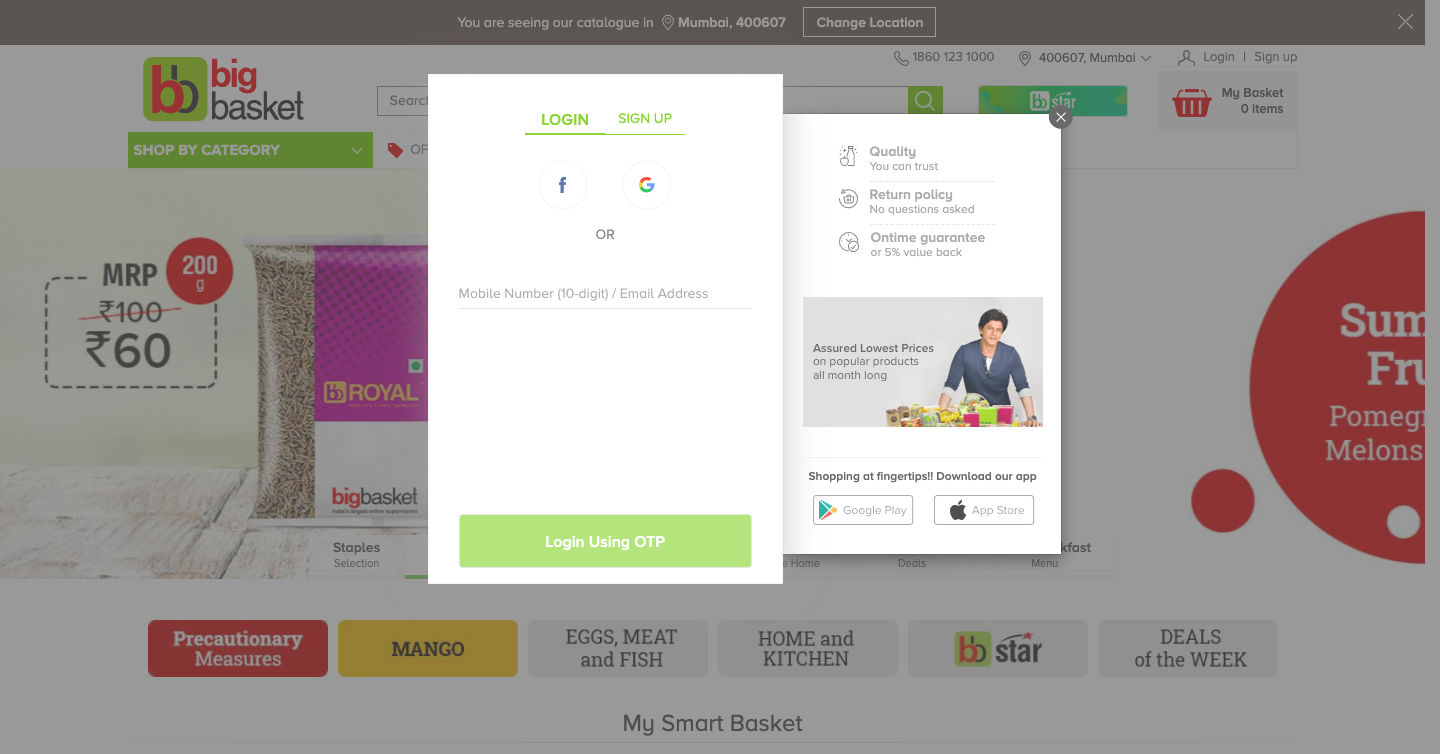 You are seeing our catalogue in Mumbai, 400607 Change Location
1860 123 1000 400607, Mumbai Login | Sign up
big
basket
Search
bb star
My Basket
0 items
SHOP BY CATEGORY
OF
LOGIN SIGN UP
OR
Mobile Number (10-digit) / Email Address
Login Using OTP
Quality
You can trust
Return policy
No questions asked
Ontime guarantee
or 5% value back
Assured Lowest Prices
on popular products
all month long
Shopping at fingertips!! Download our app
Google Play App Store
MRP
₹100
₹60
200
g
bb ROYAL
bigbasket
India's largest online supermarket
Sum
Fru
Pomeg
Melons
Staples
Selection
e Home
Deals
kfast
Menu
Precautionary
Measures
MANGO
EGGS, MEAT
and FISH
HOME and
KITCHEN
bb star
DEALS
of the WEEK
My Smart Basket